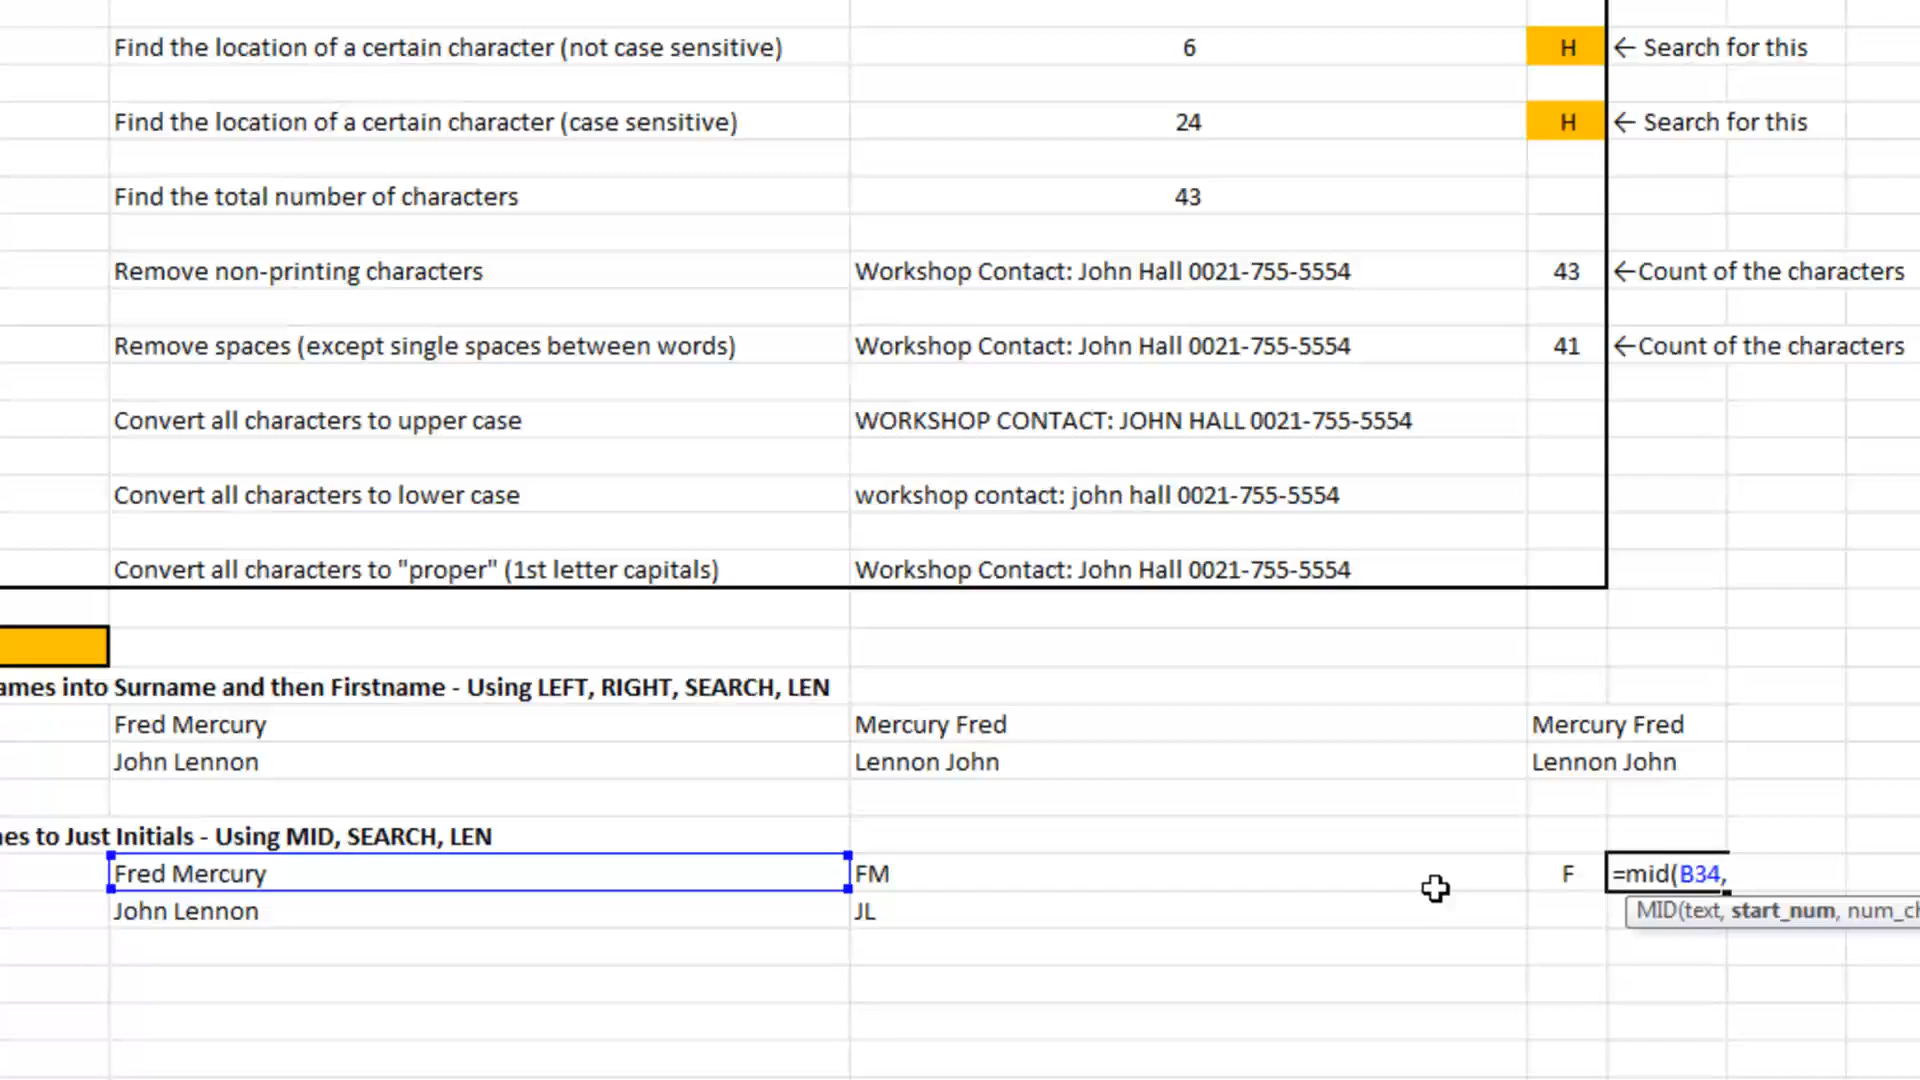 Find the location of a certain character (not case sensitive) 6 H ← Search for this
Find the location of a certain character (case sensitive) 24 H ← Search for this
Find the total number of characters 43
Remove non-printing characters Workshop Contact: John Hall 0021-755-5554 43 ←Count of the characters
Remove spaces (except single spaces between words) Workshop Contact: John Hall 0021-755-5554 41 ←Count of the characters
Convert all characters to upper case WORKSHOP CONTACT: JOHN HALL 0021-755-5554
Convert all characters to lower case workshop contact: john hall 0021-755-5554
Convert all characters to "proper" (1st letter capitals) Workshop Contact: John Hall 0021-755-5554
ames into Surname and then Firstname - Using LEFT, RIGHT, SEARCH, LEN
Fred Mercury Mercury Fred Mercury Fred
John Lennon Lennon John Lennon John
es to Just Initials - Using MID, SEARCH, LEN
Fred Mercury FM F =mid(B34,
John Lennon JL MID(text, start_num, num_ch